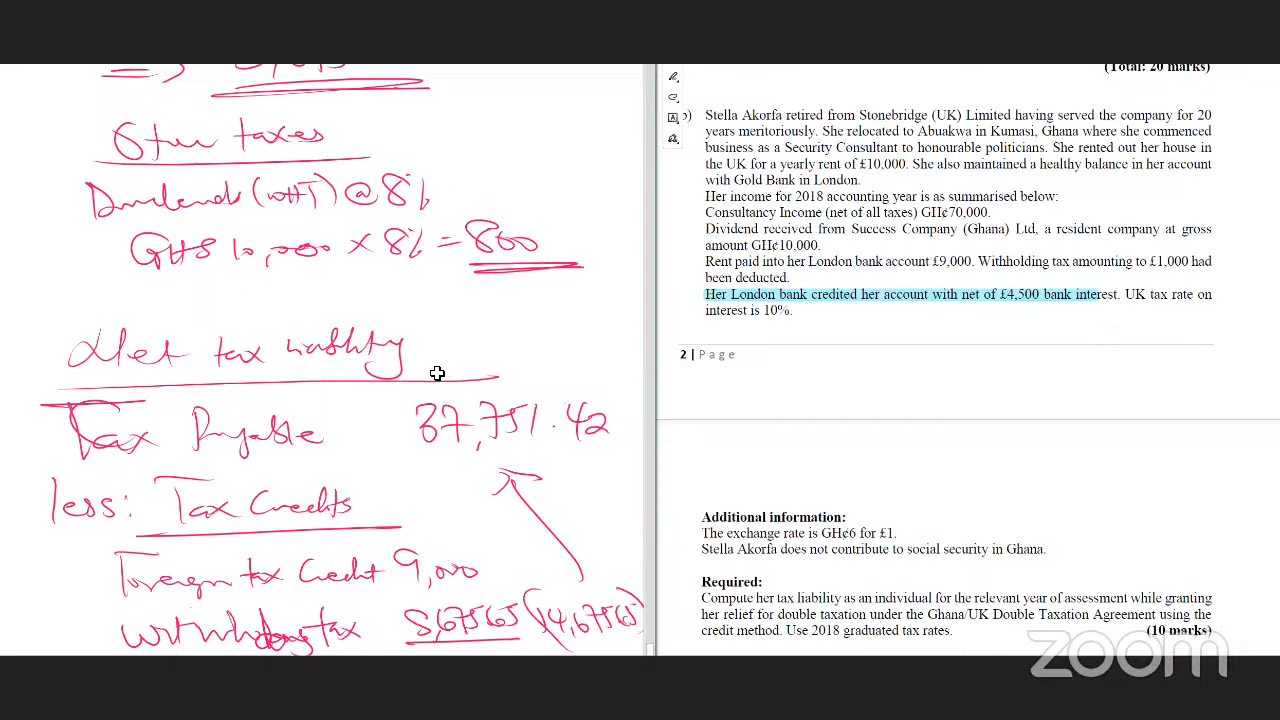 Other taxes
Dividends (WHT) @ 8%
GHS 10,000 × 8% = 800
Net tax liability
Tax Payable 37,751.42
less: Tax Credits
Foreign tax Credit 9,000
Withholding tax 5,675.65 (14,675.65)
(Total: 20 marks)
Stella Akorfa retired from Stonebridge (UK) Limited having served the company for 20
years meritoriously. She relocated to Abuakwa in Kumasi, Ghana where she commenced
business as a Security Consultant to honourable politicians. She rented out her house in
the UK for a yearly rent of £10,000. She also maintained a healthy balance in her account
with Gold Bank in London.
Her income for 2018 accounting year is as summarised below:
Consultancy Income (net of all taxes) GH¢70,000.
Dividend received from Success Company (Ghana) Ltd, a resident company at gross
amount GH¢10,000.
Rent paid into her London bank account £9,000. Withholding tax amounting to £1,000 had
been deducted.
Her London bank credited her account with net of £4,500 bank interest. UK tax rate on
interest is 10%.
2 | Page
Additional information:
The exchange rate is GH¢6 for £1.
Stella Akorfa does not contribute to social security in Ghana.
Required:
Compute her tax liability as an individual for the relevant year of assessment while granting
her relief for double taxation under the Ghana/UK Double Taxation Agreement using the
credit method. Use 2018 graduated tax rates. (10 marks)
zoom